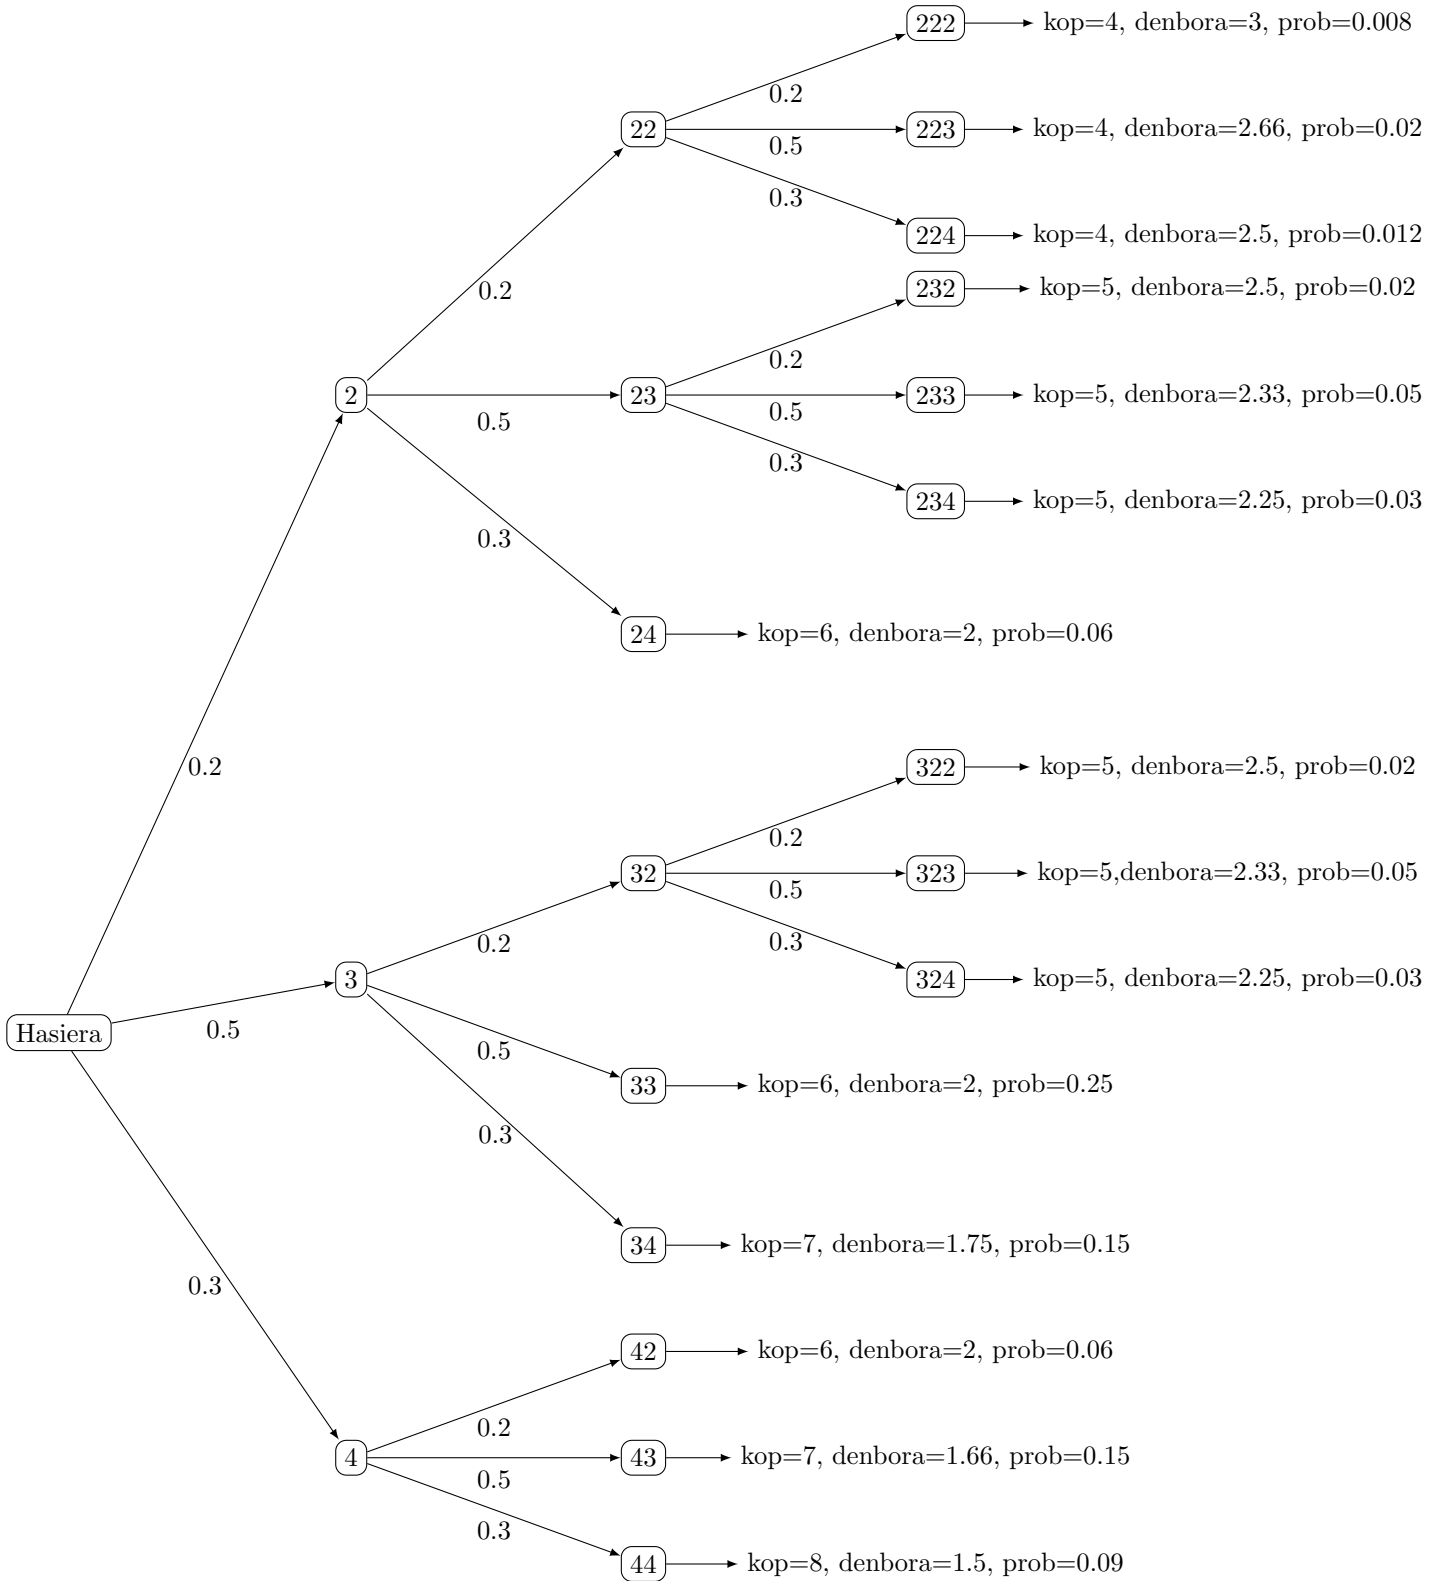 222 kop=4, denbora=3, prob=0.008
0.2
22 223 kop=4, denbora=2.66, prob=0.02
0.5
0.3
224 kop=4, denbora=2.5, prob=0.012
0.2 232 kop=5, denbora=2.5, prob=0.02
0.2
2 23 233 kop=5, denbora=2.33, prob=0.05
0.5 0.5
0.3
234 kop=5, denbora=2.25, prob=0.03
0.3
24 kop=6, denbora=2, prob=0.06
0.2 322 kop=5, denbora=2.5, prob=0.02
0.2
32 323 kop=5,denbora=2.33, prob=0.05
0.5
0.2 0.3
3 324 kop=5, denbora=2.25, prob=0.03
Hasiera 0.5
0.5
33 kop=6, denbora=2, prob=0.25
0.3
34 kop=7, denbora=1.75, prob=0.15
0.3
42 kop=6, denbora=2, prob=0.06
0.2
4 43 kop=7, denbora=1.66, prob=0.15
0.5
0.3
44 kop=8, denbora=1.5, prob=0.09